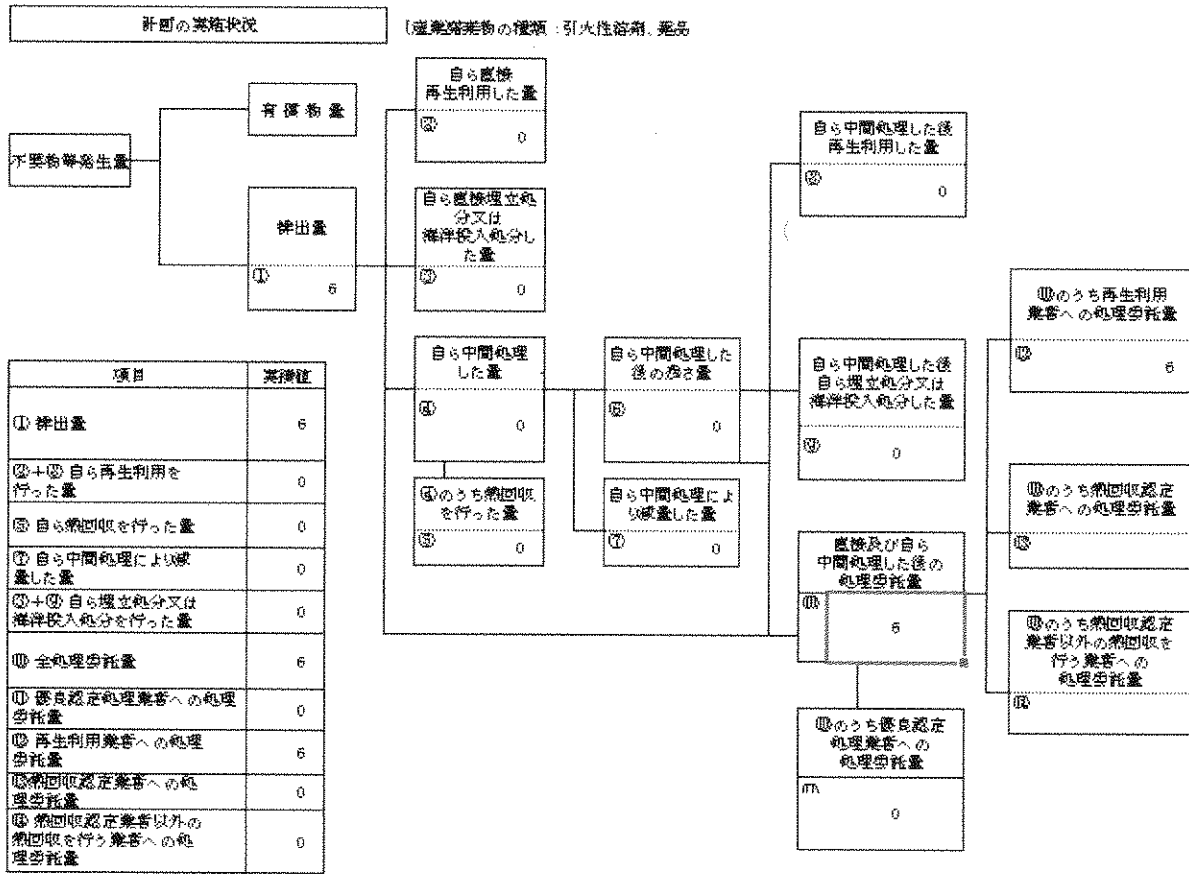 計画の実施状況
(産業廃棄物の種類:引火性溶剤、薬品
不要物等発生量
有価物量
排出量
①
6
自ら直接
再生利用した量
②
0
自ら直接埋立処
分又は
海洋投入処分し
た量
③
0
自ら中間処理
した量
④
0
④のうち熱回収
を行った量
⑤
0
自ら中間処理した
後の残さ量
⑥
0
自ら中間処理によ
り減量した量
⑦
0
自ら中間処理した後
再生利用した量
⑧
0
自ら中間処理した後
自ら埋立処分又は
海洋投入処分した量
⑨
0
直接及び自ら
中間処理した後の
処理委託量
⑩
6
⑩のうち優良認定
処理業者への
処理委託量
⑪
0
⑩のうち再生利用
業者への処理委託量
⑫
6
⑩のうち熱回収認定
業者への処理委託量
⑬
⑩のうち熱回収認定
業者以外の熱回収を
行う業者への
処理委託量
⑭
項目 実績値
① 排出量 6
②+⑧ 自ら再生利用を
行った量 0
⑤ 自ら熱回収を行った量 0
⑦ 自ら中間処理により減
量した量 0
③+⑨ 自ら埋立処分又は
海洋投入処分を行った量 0
⑩ 全処理委託量 6
⑪ 優良認定処理業者への処理
委託量 0
⑫ 再生利用業者への処理
委託量 6
⑬熱回収認定業者への処
理委託量 0
⑭ 熱回収認定業者以外の
熱回収を行う業者への処
理委託量 0